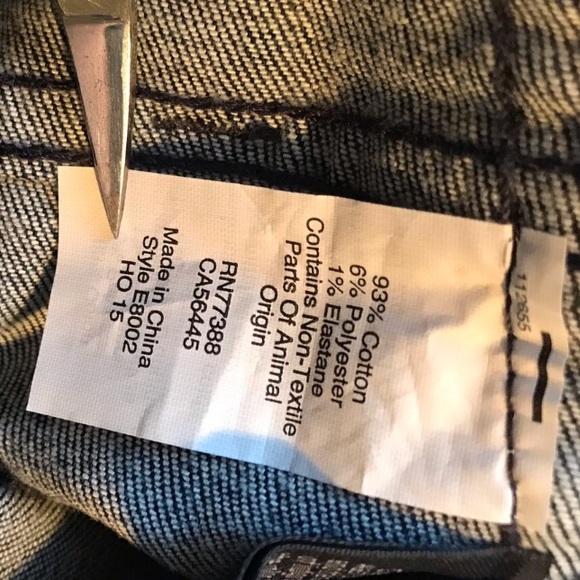 93% Cotton
6% Polyester
1% Elastane
Contains Non-Textile
Parts Of Animal
Origin
RN77388
CA56445
Made in China
Style E8002
HO 15
112655